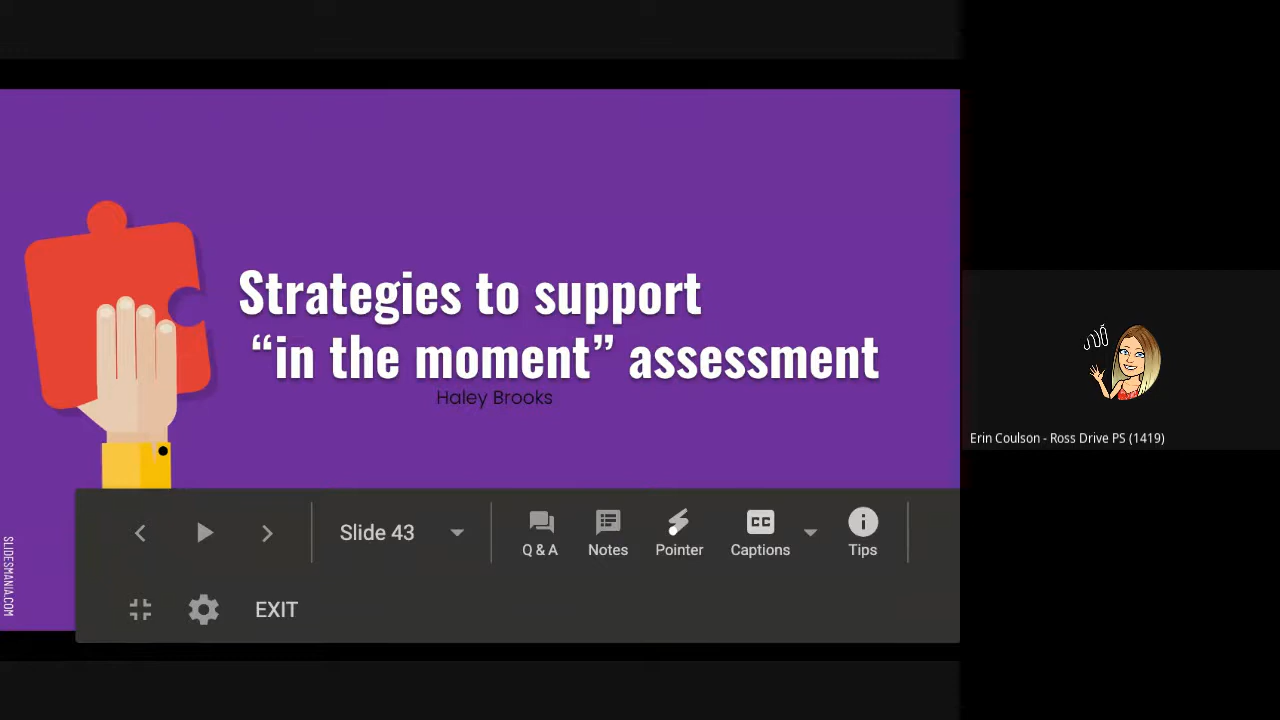 Strategies to support
“in the moment” assessment
Haley Brooks
SLIDESMANIA.COM
Slide 43
Q & A
Notes
Pointer
CC
Captions
Tips
EXIT
Erin Coulson - Ross Drive PS (1419)